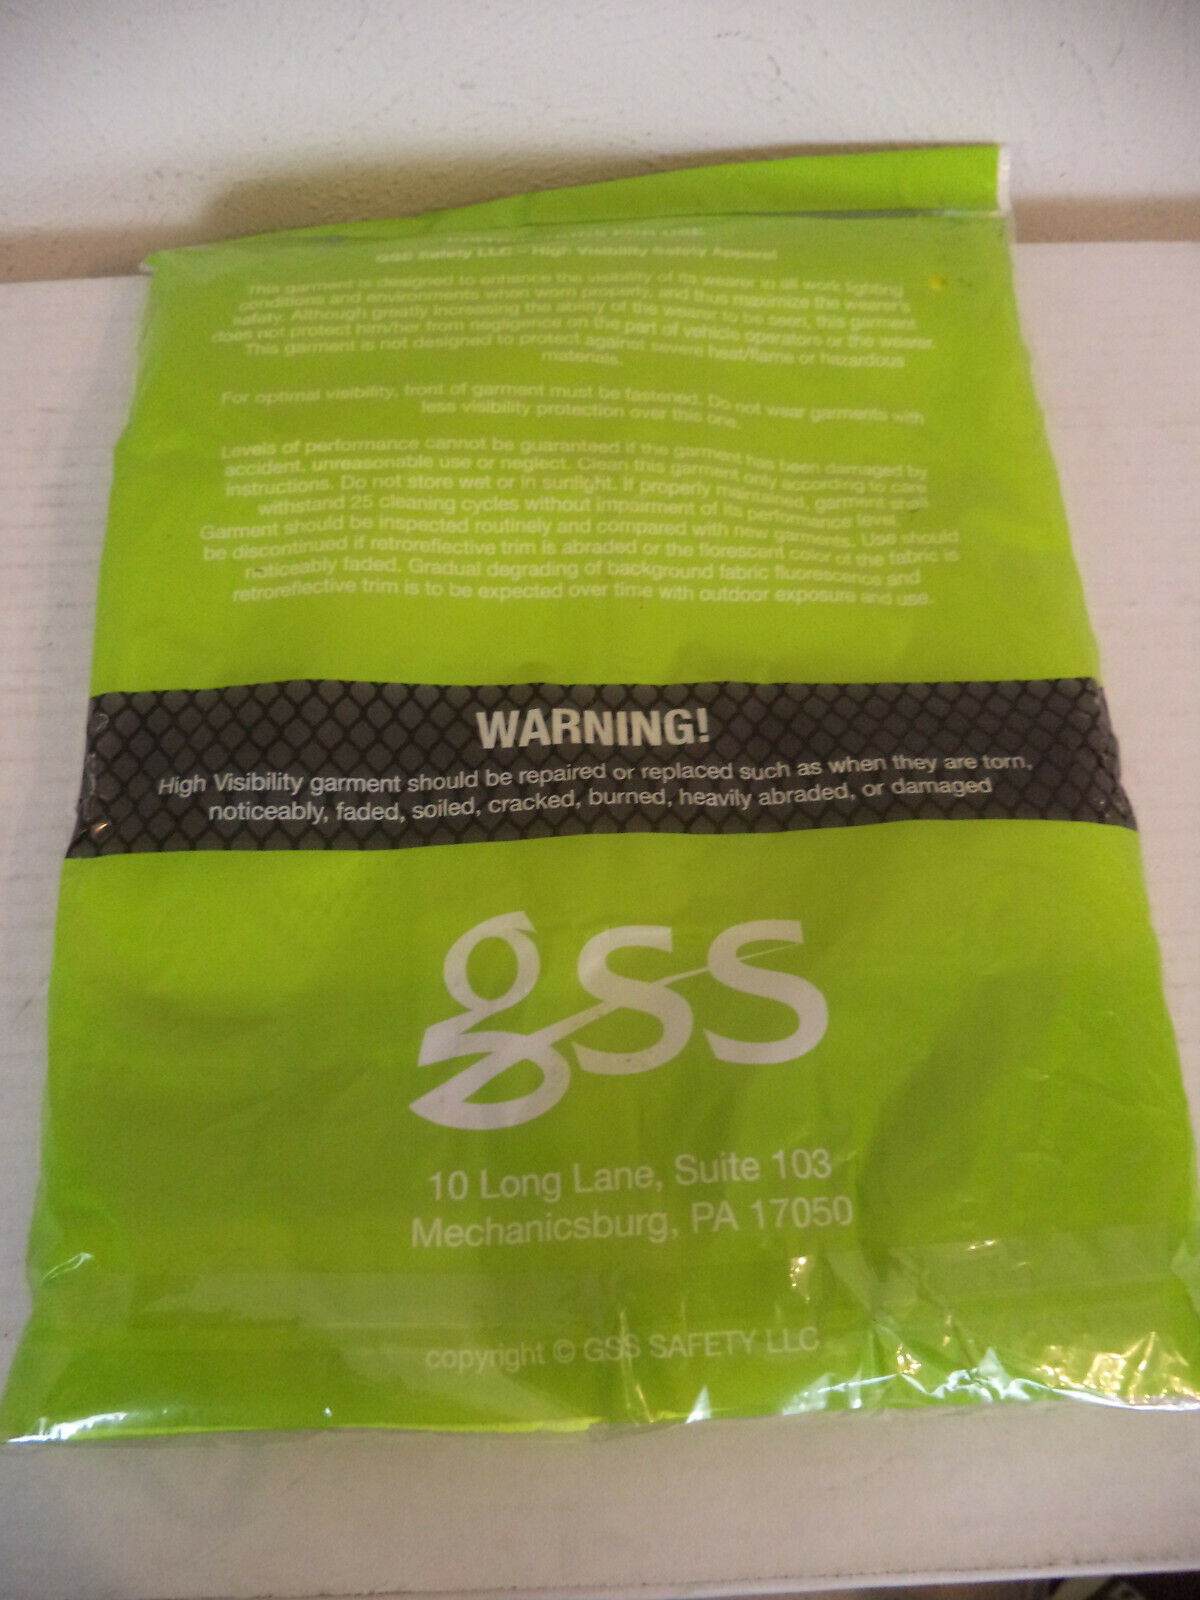 FOR USE
GSS Safety LLC - High Visibility Safety Apparel
This garment is designed to enhance the visibility of its wearer in all work lighting
conditions and environments when worn properly, and thus maximize the wearer's
safety. Although greatly increasing the ability of the wearer to be seen, this garment
does not protect him/her from negligence on the part of vehicle operators or the wearer.
This garment is not designed to protect against severe heat/flame or hazardous
materials.
For optimal visibility, front of garment must be fastened. Do not wear garments with
less visibility protection over this one.
Levels of performance cannot be guaranteed if the garment has been damaged by
accident, unreasonable use or neglect. Clean this garment only according to care
instructions. Do not store wet or in sunlight. If properly maintained, garment shall
withstand 25 cleaning cycles without impairment of its performance level.
Garment should be inspected routinely and compared with new garments. Use should
be discontinued if retroreflective trim is abraded or the florescent color of the fabric is
noticeably faded. Gradual degrading of background fabric fluorescence and
retroreflective trim is to be expected over time with outdoor exposure and use.
WARNING!
High Visibility garment should be repaired or replaced such as when they are torn,
noticeably, faded, soiled, cracked, burned, heavily abraded, or damaged
gss
10 Long Lane, Suite 103
Mechanicsburg, PA 17050
copyright © GSS SAFETY LLC